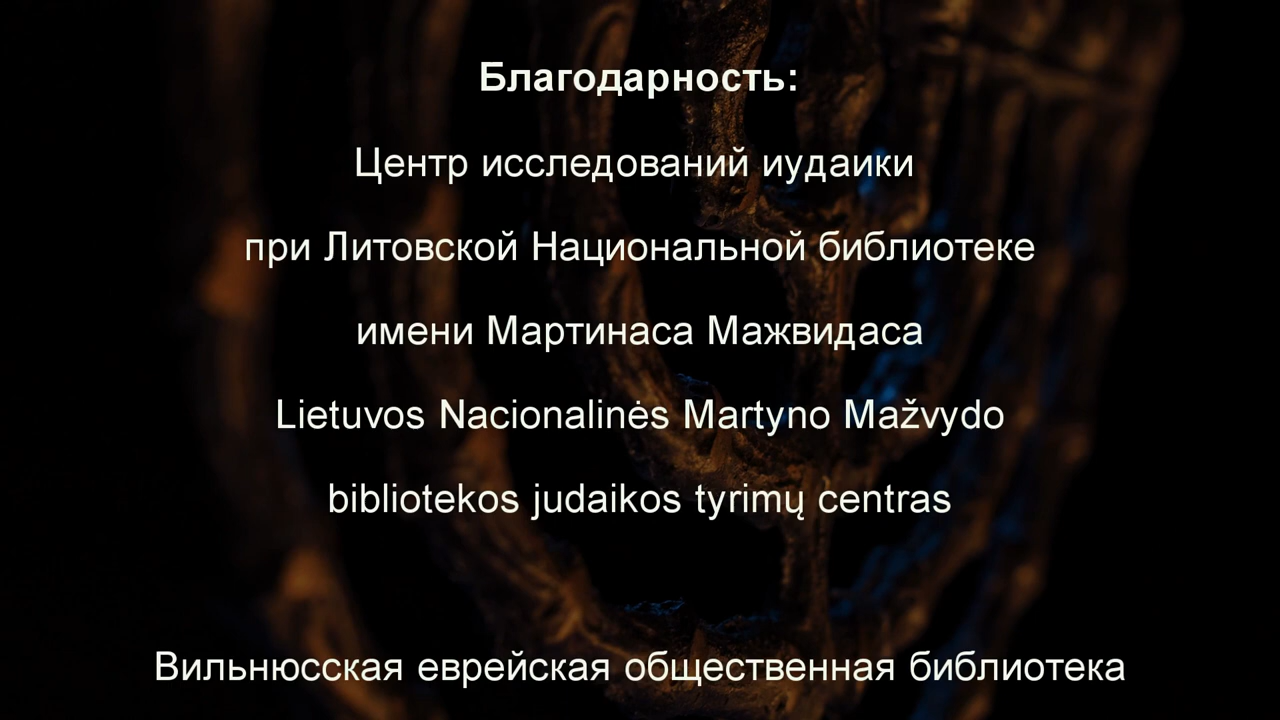 Благодарность:
Центр исследований иудаики
при Литовской Национальной библиотеке
имени Мартинаса Мажвидаса
Lietuvos Nacionalinės Martyno Mažvydo
bibliotekos judaikos tyrimų centras
Вильнюсская еврейская общественная библиотека